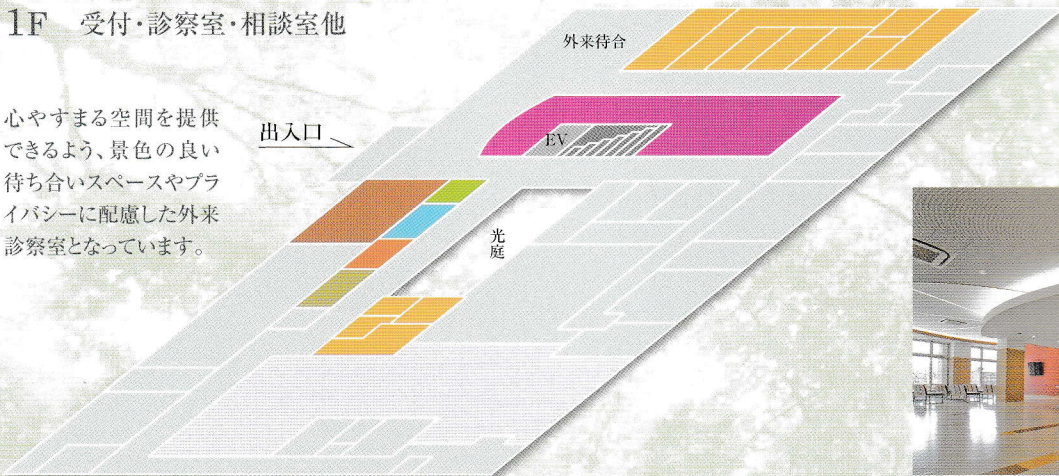 1F 受付・診察室・相談室他
心やすまる空間を提供
できるよう、景色の良い
待ち合いスペースやプラ
イバシーに配慮した外来
診察室となっています。
出入口
外来待合
EV
光庭